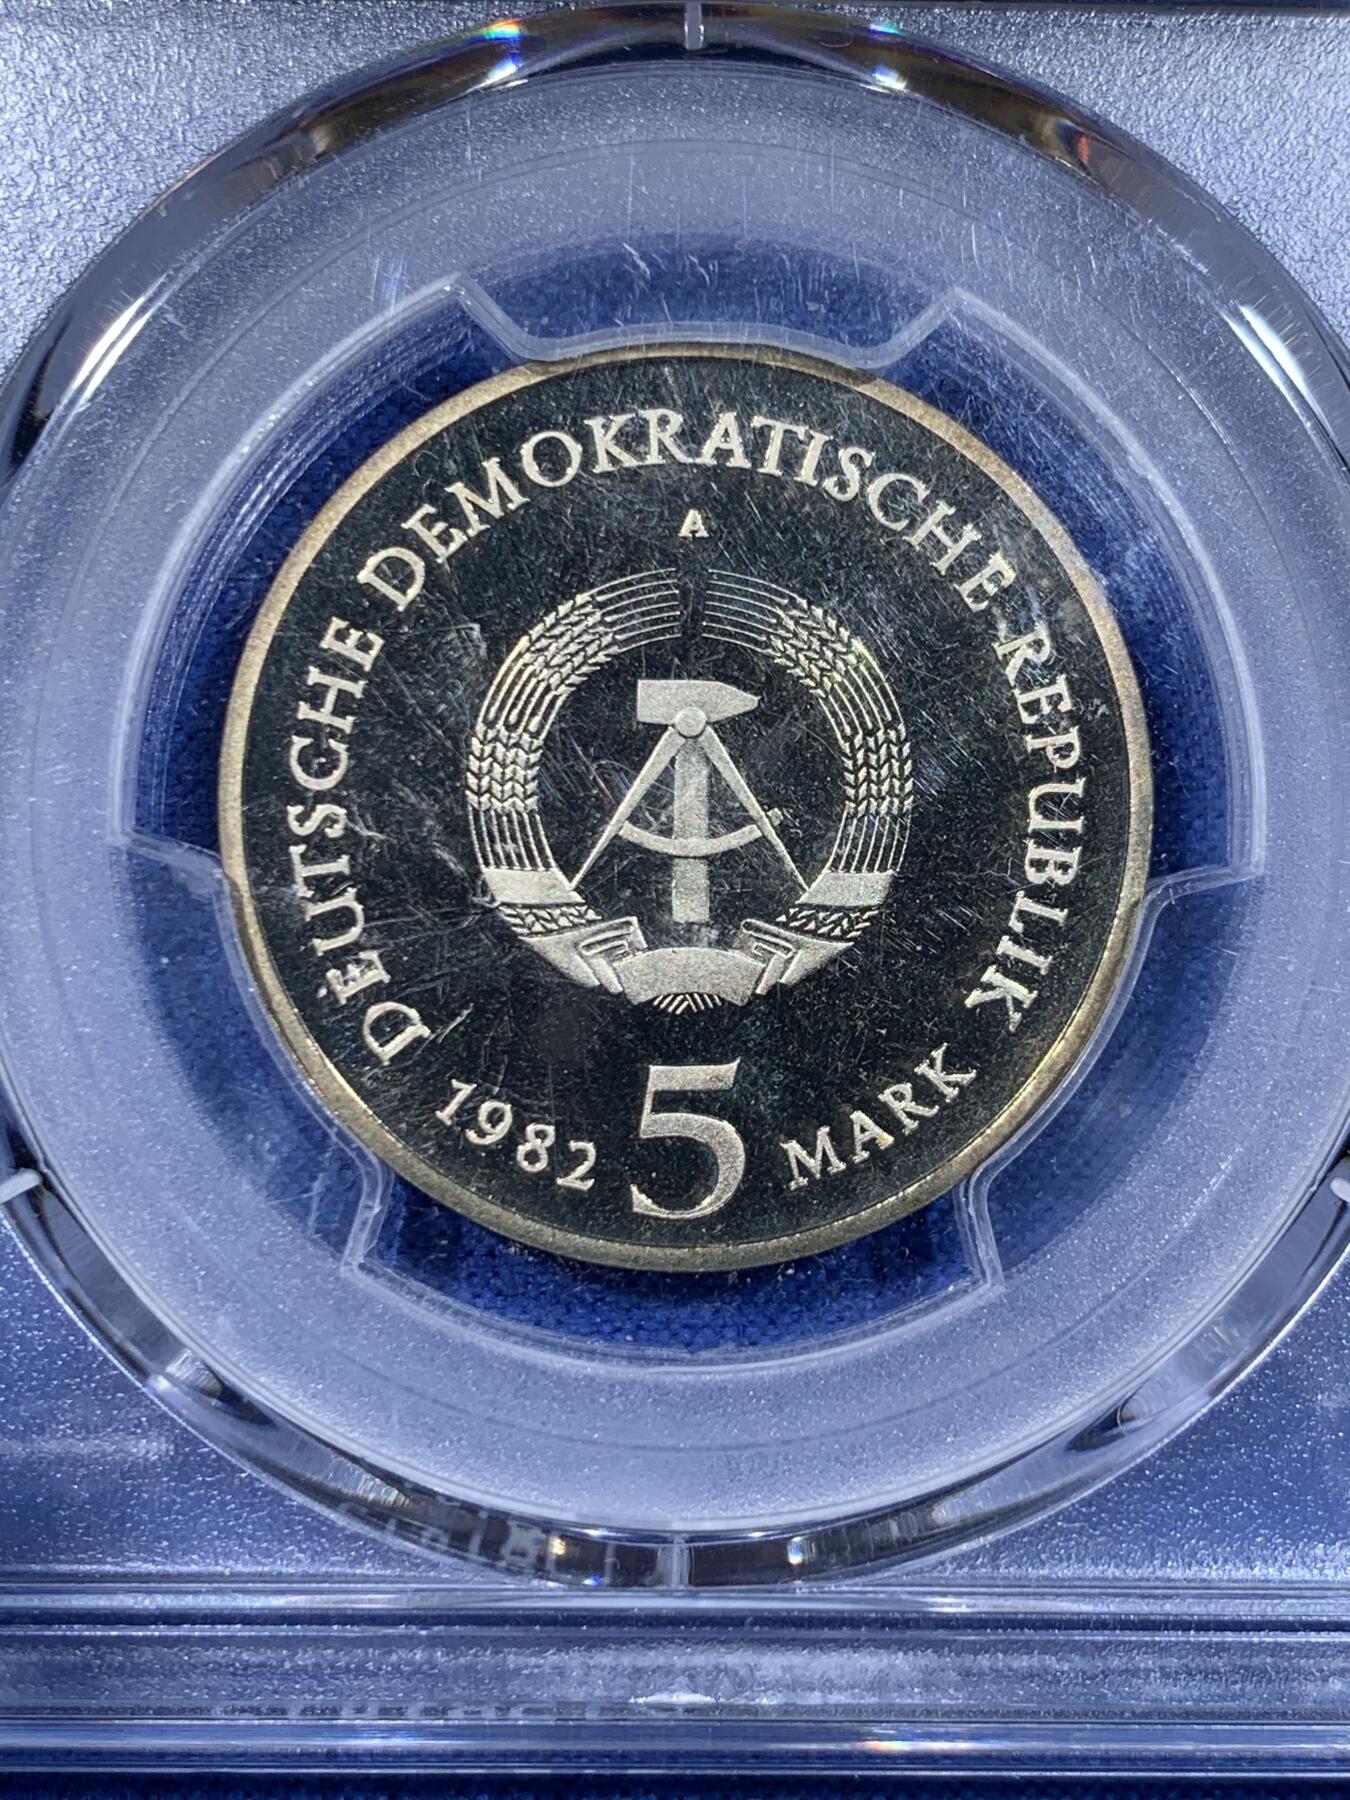 DEUTSCHE DEMOKRATISCHE REPUBLIK
A
1982 5 MARK